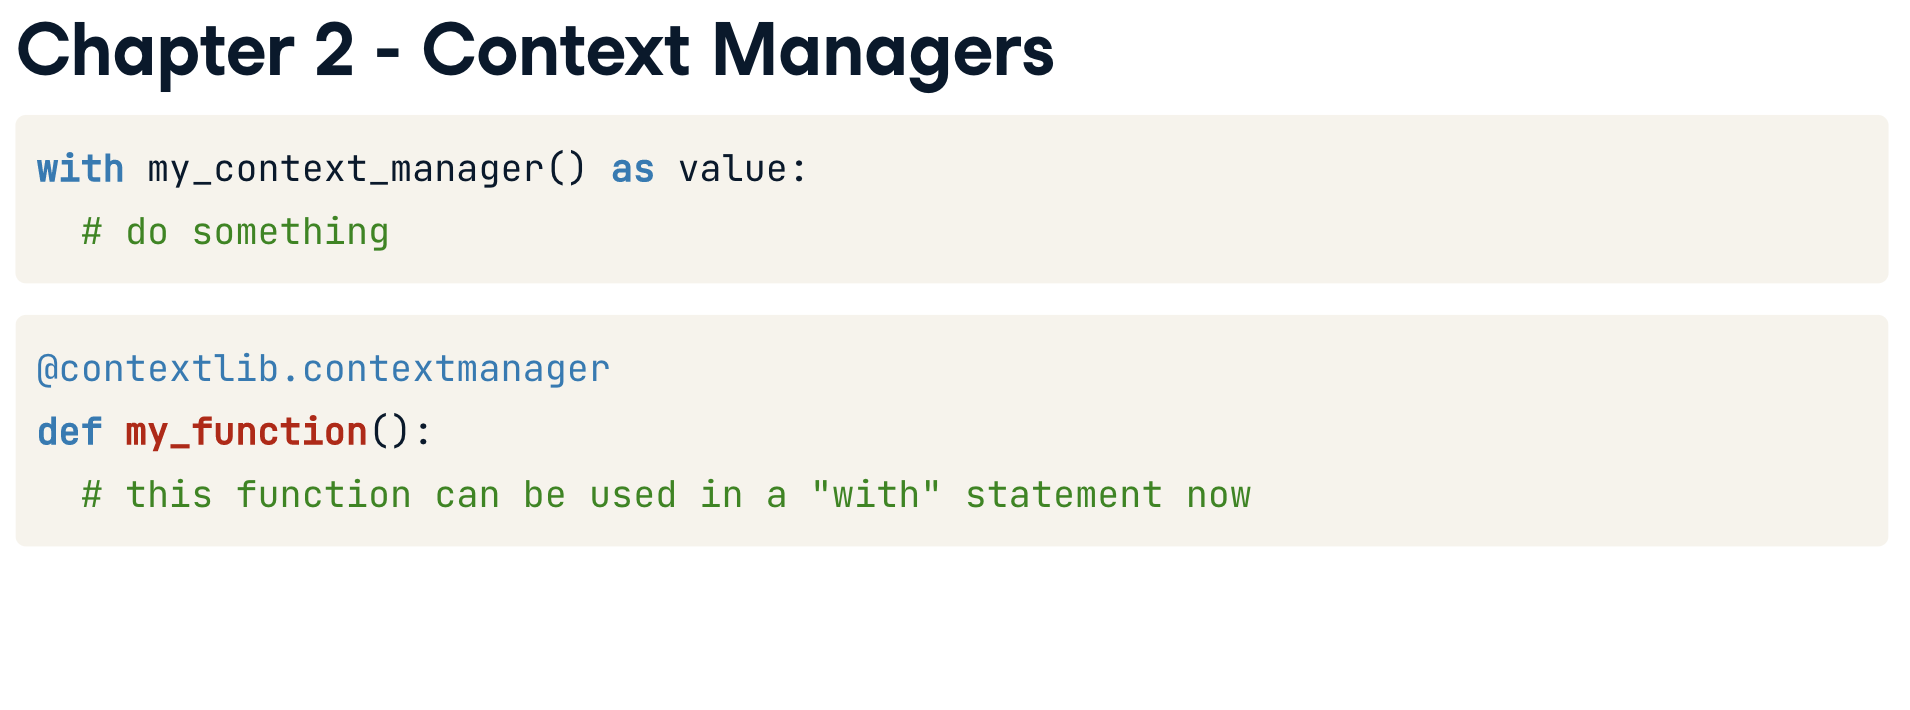 Chapter 2 - Context Managers
with my_context_manager() as value:
  # do something
@contextlib.contextmanager
def my_function():
  # this function can be used in a "with" statement now